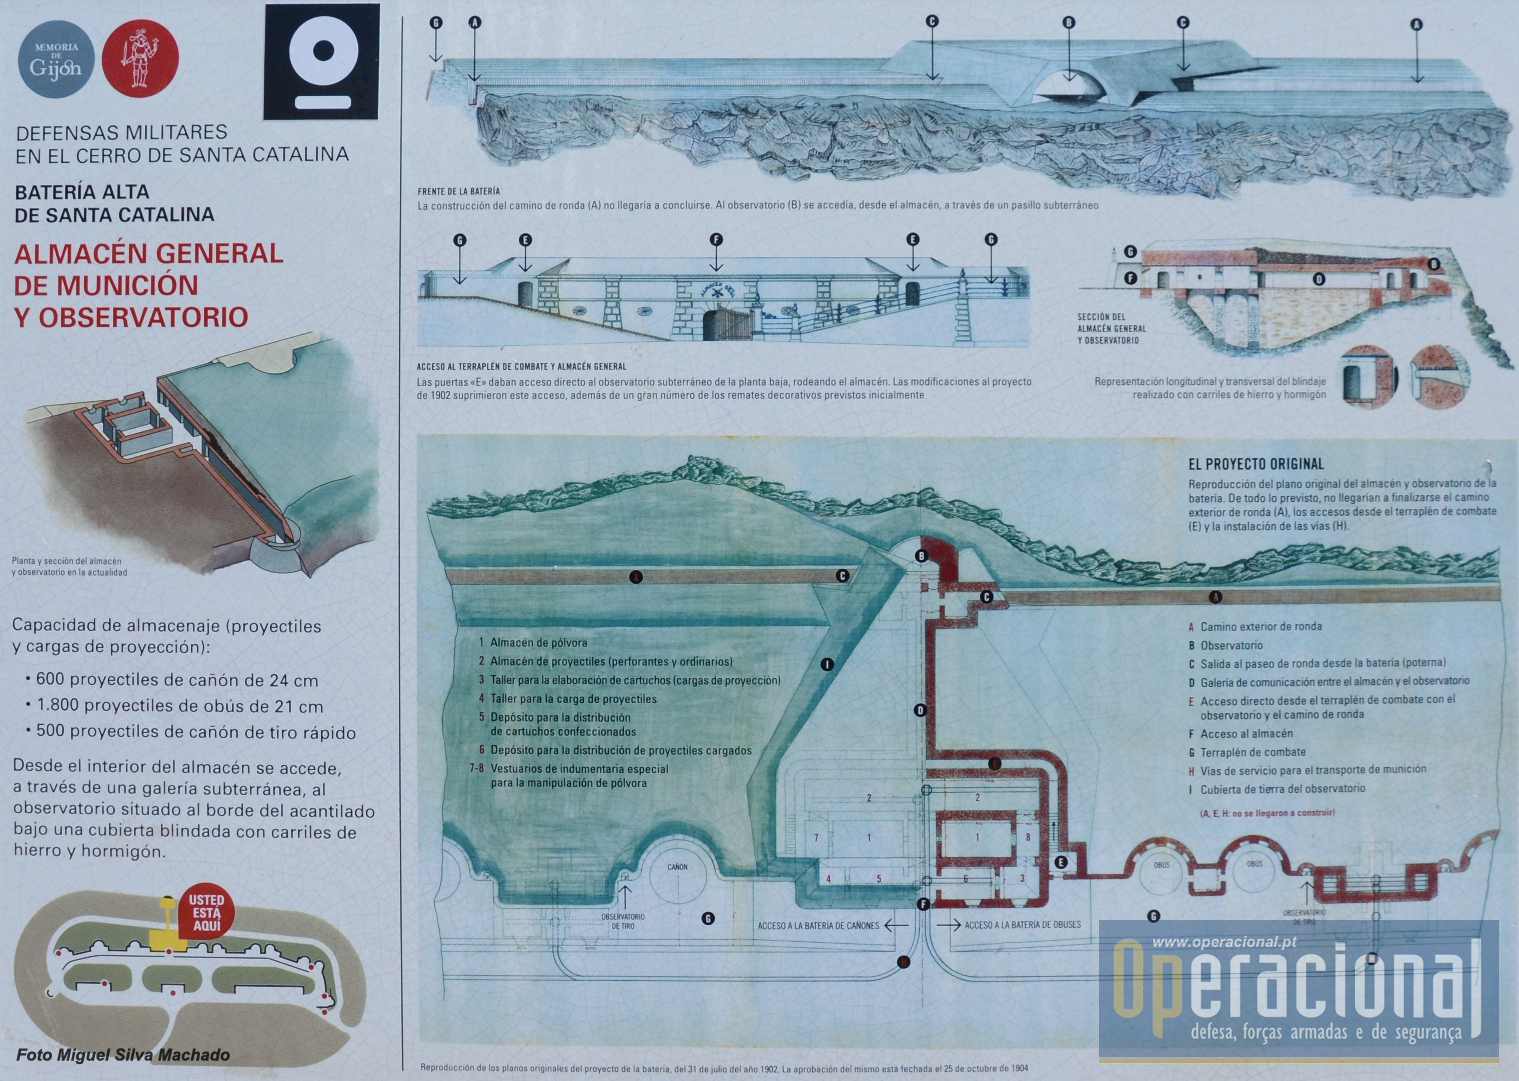 MEMORIA
DE
Gijón
DEFENSAS MILITARES
EN EL CERRO DE SANTA CATALINA
BATERÍA ALTA
DE SANTA CATALINA
ALMACÉN GENERAL
DE MUNICIÓN
Y OBSERVATORIO
Planta y sección del almacén
y observatorio en la actualidad
Capacidad de almacenaje (proyectiles
y cargas de proyección):
• 600 proyectiles de cañón de 24 cm
• 1.800 proyectiles de obús de 21 cm
• 500 proyectiles de cañón de tiro rápido
Desde el interior del almacén se accede,
a través de una galería subterránea, al
observatorio situado al borde del acantilado
bajo una cubierta blindada con carriles de
hierro y hormigón.
USTED
ESTÁ
AQUÍ
Foto Miguel Silva Machado
G A C B C A
FRENTE DE LA BATERÍA
La construcción del camino de ronda (A) no llegaría a concluirse. Al observatorio (B) se accedía, desde el almacén, a través de un pasillo subterráneo
G E F E G
ACCESO AL TERRAPLÉN DE COMBATE Y ALMACÉN GENERAL
Las puertas «E» daban acceso directo al observatorio subterráneo de la planta baja, rodeando el almacén. Las modificaciones al proyecto
de 1902 suprimieron este acceso, además de un gran número de los remates decorativos previstos inicialmente
G B
F D
SECCIÓN DEL
ALMACÉN GENERAL
Y OBSERVATORIO
Representación longitudinal y transversal del blindaje
realizado con carriles de hierro y hormigón
EL PROYECTO ORIGINAL
Reproducción del plano original del almacén y observatorio de la
batería. De todo lo previsto, no llegarían a finalizarse el camino
exterior de ronda (A), los accesos desde el terraplén de combate
(E) y la instalación de las vías (H).
B
A C
C A
1 Almacén de pólvora
2 Almacén de proyectiles (perforantes y ordinarios)
3 Taller para la elaboración de cartuchos (cargas de proyección)
4 Taller para la carga de proyectiles
5 Depósito para la distribución
de cartuchos confeccionados
6 Depósito para la distribución de proyectiles cargados
7-8 Vestuarios de indumentaria especial
para la manipulación de pólvora
I
D
A Camino exterior de ronda
B Observatorio
C Salida al paseo de ronda desde la batería (poterna)
D Galería de comunicación entre el almacén y el observatorio
E Acceso directo desde el terraplén de combate con el
observatorio y el camino de ronda
F Acceso al almacén
G Terraplén de combate
H Vías de servicio para el transporte de munición
I Cubierta de tierra del observatorio
(A, E, H: no se llegaron a construir)
2 2
7 1 1 8
4 5 6 3
E
CAÑÓN
OBÚS
OBÚS
F
OBSERVATORIO
DE TIRO
G
ACCESO A LA BATERÍA DE CAÑONES
ACCESO A LA BATERÍA DE OBUSES
G
OBSERVATORIO
DE TIRO
H
www.operacional.pt
Operacional
defesa, forças armadas e de segurança
Reproducción de los planos originales del proyecto de la batería, del 31 de julio del año 1902. La aprobación del mismo está fechada el 25 de octubre de 1904